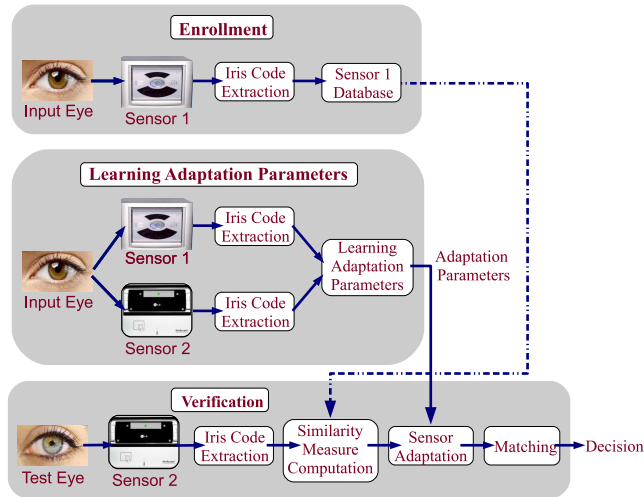 Enrollment
Input Eye
Sensor 1
Iris Code
Extraction
Sensor 1
Database
Learning Adaptation Parameters
Input Eye
Sensor 1
Iris Code
Extraction
Sensor 2
Iris Code
Extraction
Learning
Adaptation
Parameters
Adaptation
Parameters
Verification
Test Eye
Sensor 2
Iris Code
Extraction
Similarity
Measure
Computation
Sensor
Adaptation
Matching
Decision